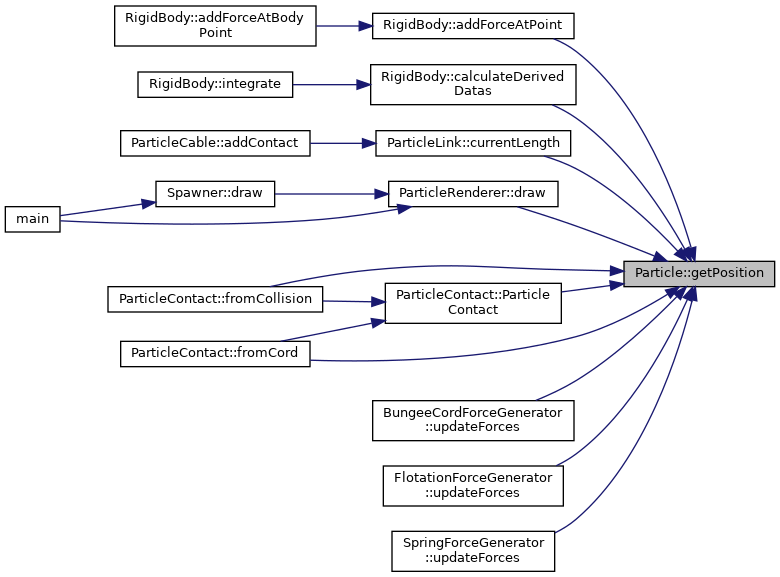 RigidBody::addForceAtBody
Point
RigidBody::addForceAtPoint
RigidBody::integrate
RigidBody::calculateDerived
Datas
ParticleCable::addContact
ParticleLink::currentLength
main
Spawner::draw
ParticleRenderer::draw
Particle::getPosition
ParticleContact::fromCollision
ParticleContact::Particle
Contact
ParticleContact::fromCord
BungeeCordForceGenerator
::updateForces
FlotationForceGenerator
::updateForces
SpringForceGenerator
::updateForces